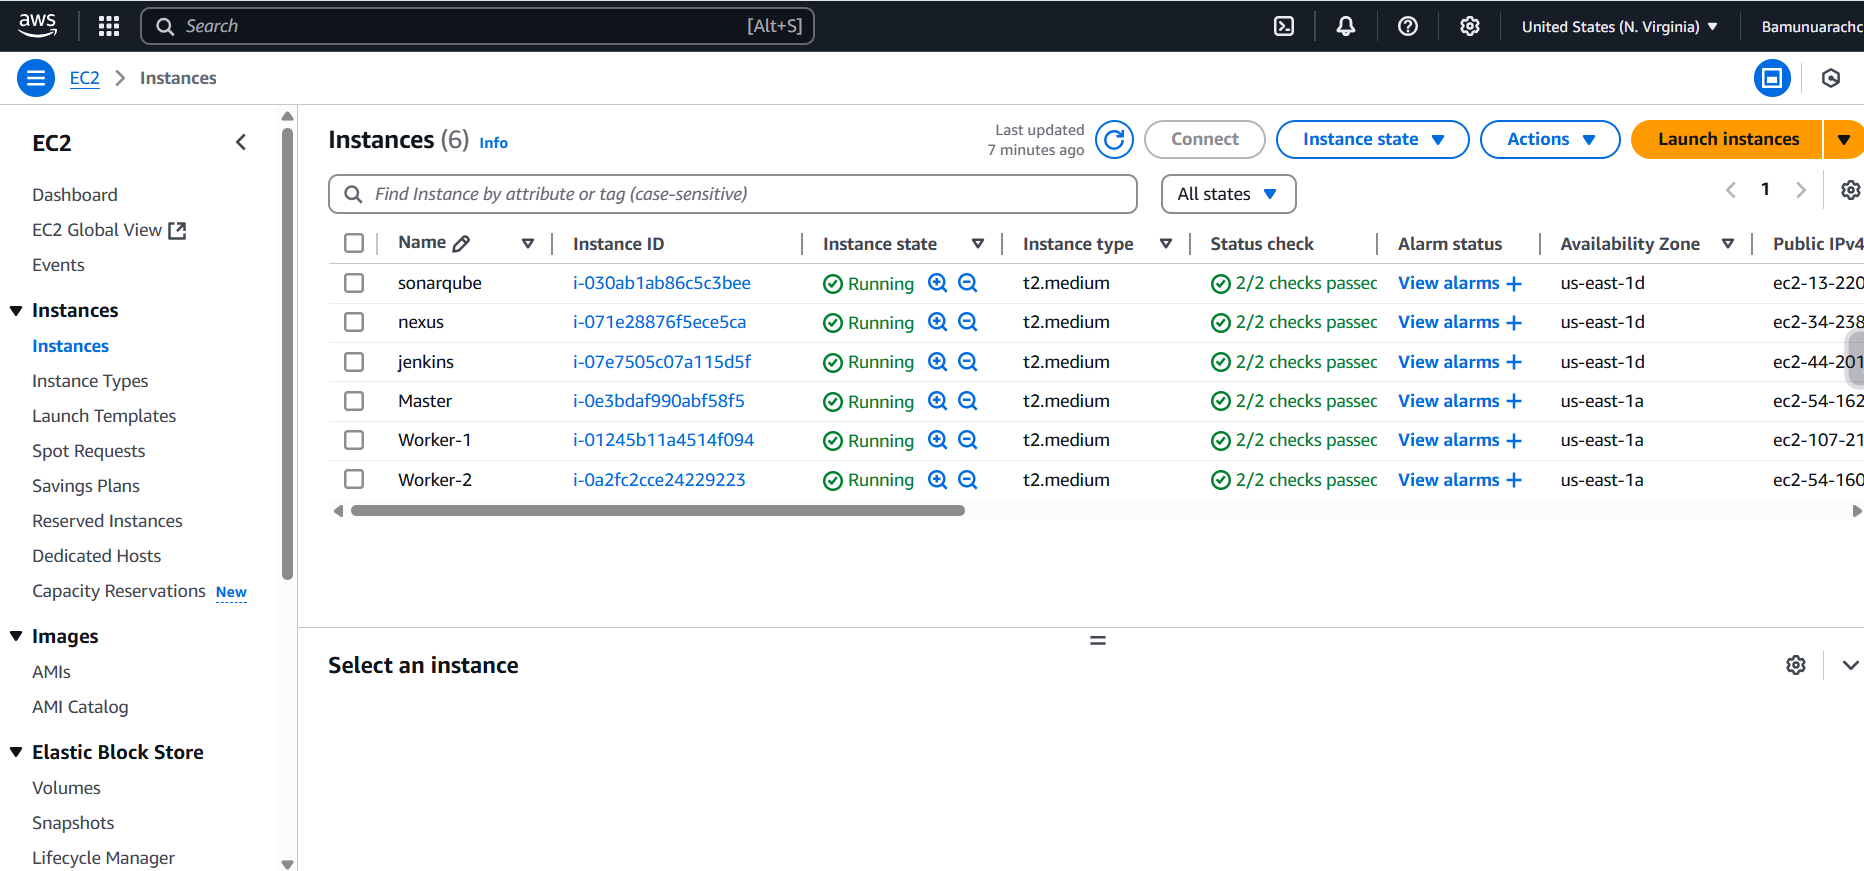 aws Search [Alt+S] United States (N. Virginia) Bamunuarachc
EC2 Instances
EC2
Dashboard
EC2 Global View
Events
Instances
Instances
Instance Types
Launch Templates
Spot Requests
Savings Plans
Reserved Instances
Dedicated Hosts
Capacity Reservations New
Images
AMIs
AMI Catalog
Elastic Block Store
Volumes
Snapshots
Lifecycle Manager
Instances (6) Info
Last updated
7 minutes ago
Connect Instance state Actions Launch instances
Find Instance by attribute or tag (case-sensitive) All states 1
Name Instance ID Instance state Instance type Status check Alarm status Availability Zone Public IPv4
sonarqube i-030ab1ab86c5c3bee Running t2.medium 2/2 checks passed View alarms us-east-1d ec2-13-220
nexus i-071e28876f5ece5ca Running t2.medium 2/2 checks passed View alarms us-east-1d ec2-34-238
jenkins i-07e7505c07a115d5f Running t2.medium 2/2 checks passed View alarms us-east-1d ec2-44-201
Master i-0e3bdaf990abf58f5 Running t2.medium 2/2 checks passed View alarms us-east-1a ec2-54-162
Worker-1 i-01245b11a4514f094 Running t2.medium 2/2 checks passed View alarms us-east-1a ec2-107-21
Worker-2 i-0a2fc2cce24229223 Running t2.medium 2/2 checks passed View alarms us-east-1a ec2-54-160
Select an instance